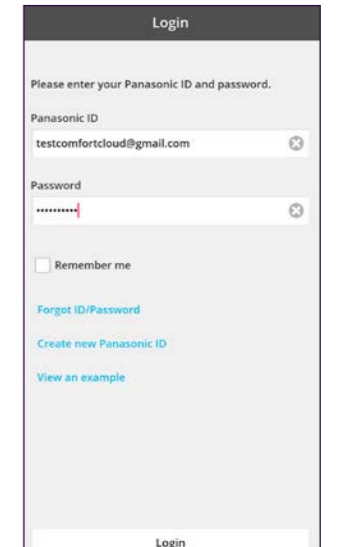 Login
Please enter your Panasonic ID and password.
Panasonic ID
testcomfortcloud@gmail.com
Password
••••••••••
Remember me
Forgot ID/Password
Create new Panasonic ID
View an example
Login